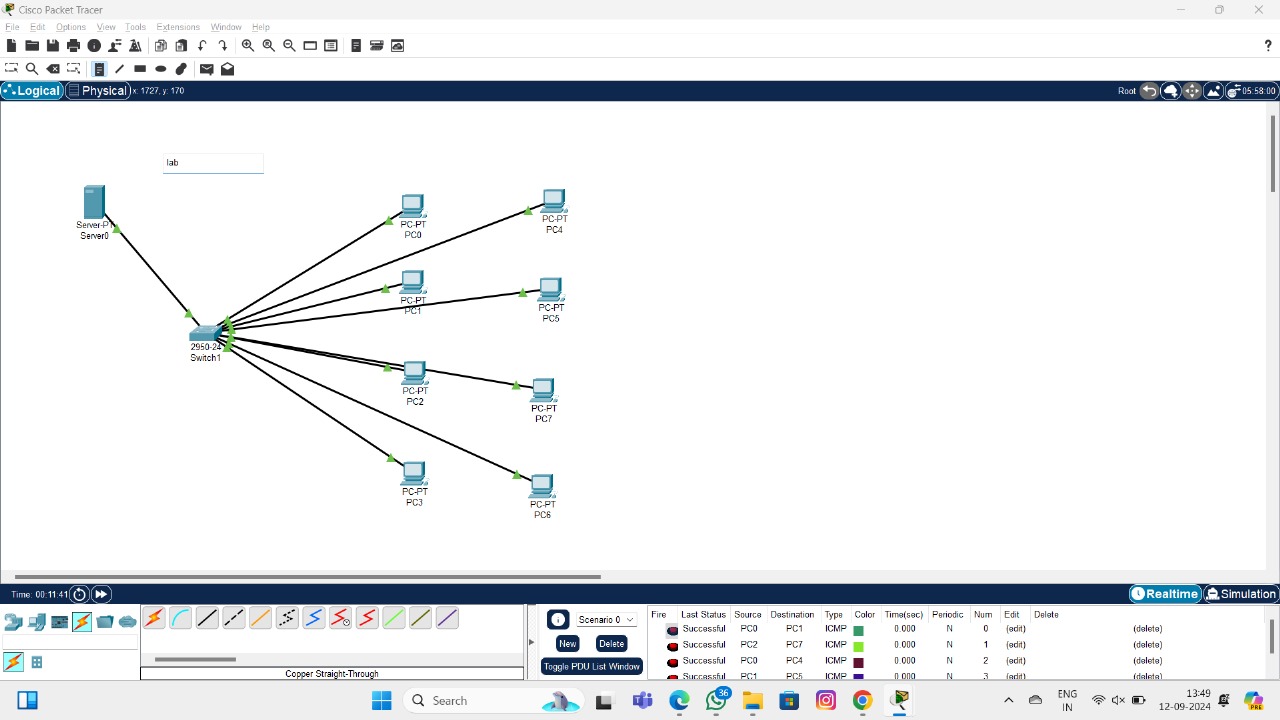 Cisco Packet Tracer
File Edit Options View Tools Extensions Window Help
?
Logical Physical x: 1727, y: 170 Root 05:58:00
lab
Server-PT
Server0
PC-PT
PC0
PC-PT
PC4
PC-PT
PC1
PC-PT
PC5
2950-24
Switch1
PC-PT
PC2
PC-PT
PC7
PC-PT
PC3
PC-PT
PC6
Time: 00:11:41 Realtime Simulation
Scenario 0
New Delete
Toggle PDU List Window
Copper Straight-Through
Fire Last Status Source Destination Type Color Time(sec) Periodic Num Edit Delete
Successful PC0 PC1 ICMP 0.000 N 0 (edit) (delete)
Successful PC2 PC7 ICMP 0.000 N 1 (edit) (delete)
Successful PC0 PC4 ICMP 0.000 N 2 (edit) (delete)
Successful PC1 PC5 ICMP 0.000 N 3 (edit) (delete)
Search 36 ENG IN 13:49 12-09-2024 PRE